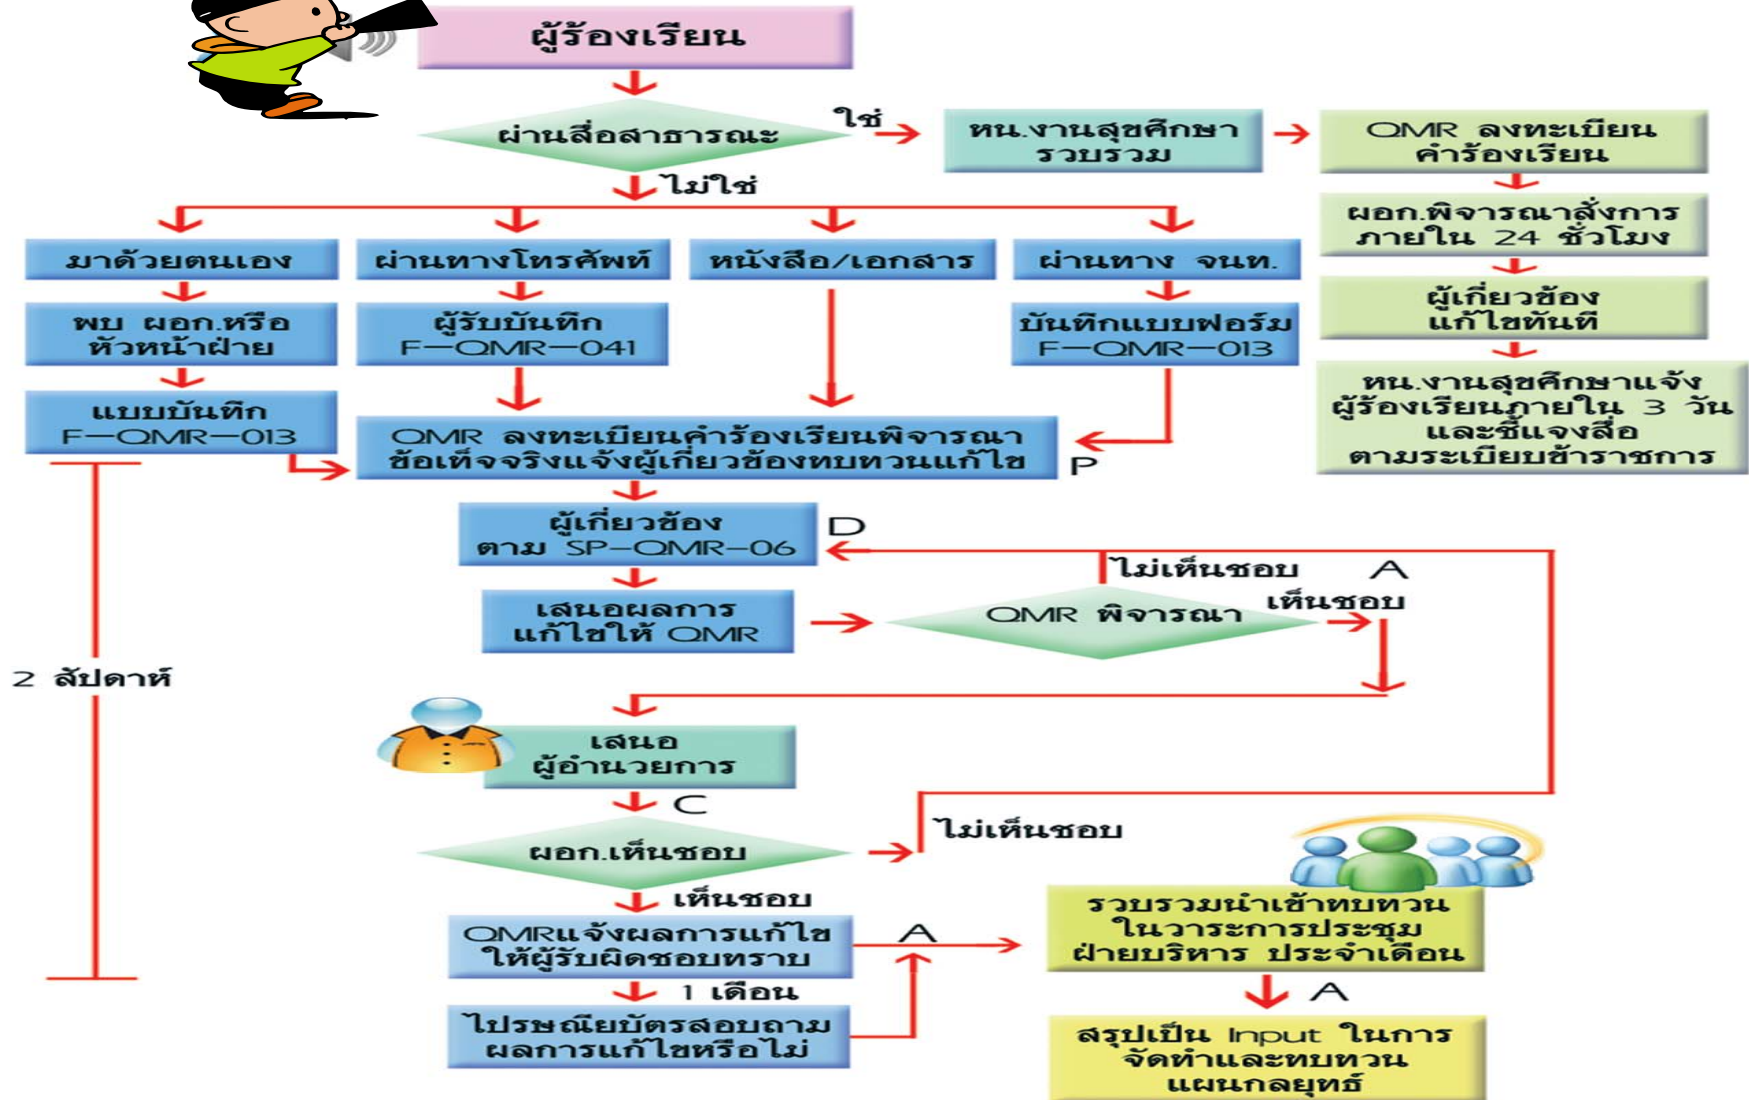 ผู้ร้องเรียน
ผ่านสื่อสาธารณะ
ใช่
หน.งานสุขศึกษา
รวบรวม
QMR ลงทะเบียน
คำร้องเรียน
ไม่ใช่
ผอก.พิจารณาสั่งการ
ภายใน 24 ชั่วโมง
มาด้วยตนเอง
ผ่านทางโทรศัพท์
หนังสือ/เอกสาร
ผ่านทาง จนท.
ผู้เกี่ยวข้อง
แก้ไขทันที
พบ ผอก.หรือ
หัวหน้าฝ่าย
ผู้รับบันทึก
F-QMR-041
บันทึกแบบฟอร์ม
F-QMR-013
หน.งานสุขศึกษาแจ้ง
ผู้ร้องเรียนภายใน 3 วัน
และชี้แจงสื่อ
ตามระเบียบข้าราชการ
แบบบันทึก
F-QMR-013
QMR ลงทะเบียนคำร้องเรียนพิจารณา
ข้อเท็จจริงแจ้งผู้เกี่ยวข้องทบทวนแก้ไข
P
ผู้เกี่ยวข้อง
ตาม SP-QMR-06
D
ไม่เห็นชอบ
A
เสนอผลการ
แก้ไขให้ QMR
QMR พิจารณา
เห็นชอบ
2 สัปดาห์
เสนอ
ผู้อำนวยการ
C
ผอก.เห็นชอบ
ไม่เห็นชอบ
เห็นชอบ
QMRแจ้งผลการแก้ไข
ให้ผู้รับผิดชอบทราบ
A
รวบรวมนำเข้าทบทวน
ในวาระการประชุม
ฝ่ายบริหาร ประจำเดือน
1 เดือน
A
ไปรษณียบัตรสอบถาม
ผลการแก้ไขหรือไม่
สรุปเป็น Input ในการ
จัดทำและทบทวน
แผนกลยุทธ์